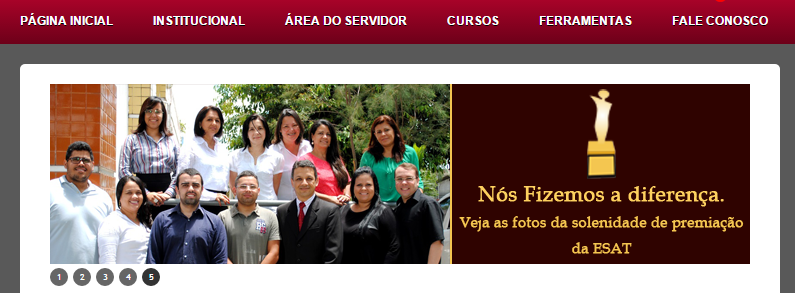 PÁGINA INICIAL INSTITUCIONAL ÁREA DO SERVIDOR CURSOS FERRAMENTAS FALE CONOSCO
Nós Fizemos a diferença.
Veja as fotos da solenidade de premiação
da ESAT
1 2 3 4 5